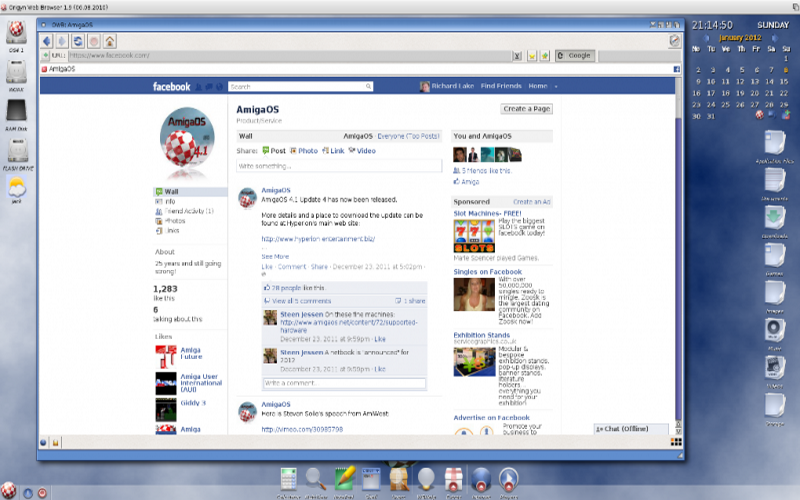 Origyn Web Browser 1.9 (06.08.2010)
OWB: AmigaOS
URL:
https://www.facebook.com/
Google
AmigaOS
facebook
Search
Richard Lake
Find Friends
Home
AmigaOS
Product/Service
Create a Page
Wall
AmigaOS · Everyone (Top Posts)
Share: Post Photo Link Video
Write something...
AmigaOS
4.1
Wall
Info
Friend Activity (1)
Photos
Links
About
25 years and still going strong!
1,283
like this
6
talking about this
Likes
Amiga Future
Amiga User International (AUI)
Giddy 3
Amiga
AmigaOS
AmigaOS 4.1 Update 4 has now been released.
More details and a place to download the update can be
found at Hyperion's main web site:
http://www.hyperion-entertainment.biz/
See More
Like · Comment · Share · December 23, 2011 at 5:02pm ·
28 people like this.
View all 5 comments
1 share
Steen Jessen On these fine machines:
http://www.amigaos.net/content/72/supported-
hardware
December 23, 2011 at 9:59pm · Like
Steen Jessen A netbook is "announced" for
2012
December 23, 2011 at 9:59pm · Like
Write a comment...
AmigaOS
Here is Steven Solie's speech from AmiWest:
http://vimeo.com/30985798
You and AmigaOS
5 friends like this.
Amiga
Sponsored
Create an Ad
Slot Machines- FREE!
Play the biggest
SLOTS game on
facebook today!
SLOTS
Marie Spencer played Games.
Singles on Facebook
With over
50,000,000
singles ready to
mingle, Zoosk is
the largest dating
community on
Facebook. Add
Zoosk now!
Exhibition Stands
servicegraphics.co.uk
Modular &
bespoke
exhibition stands,
pop-up displays,
banner stands,
literature
holders,
everything you
need for your
exhibition
Advertise on Facebook
Promote your
business to
Chat (Offline)
WORK
RAM Disk
FLASH DRIVE
21:14:50
SUNDAY
January 2012
Mo Tu We Th Fr Sa Su
1
2 3 4 5 6 7 8
9 10 11 12 13 14 15
16 17 18 19 20 21 22
23 24 25 26 27 28 29
30 31